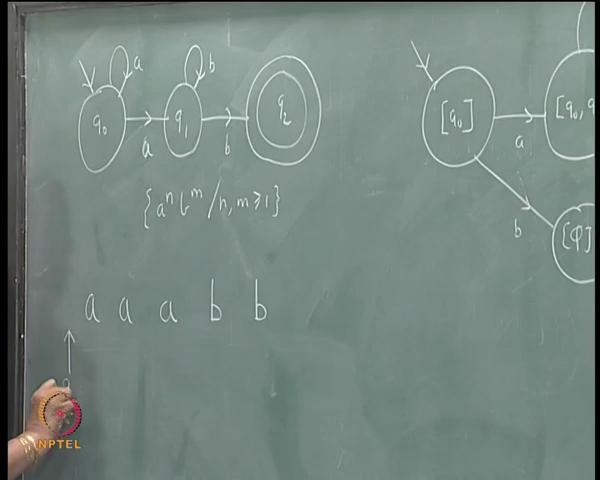 a
b
q0
a
q1
b
q2
{a^n b^m / n, m ≥ 1}
a a a b b
[q0]
a
[q0, q
b
[φ]
NPTEL